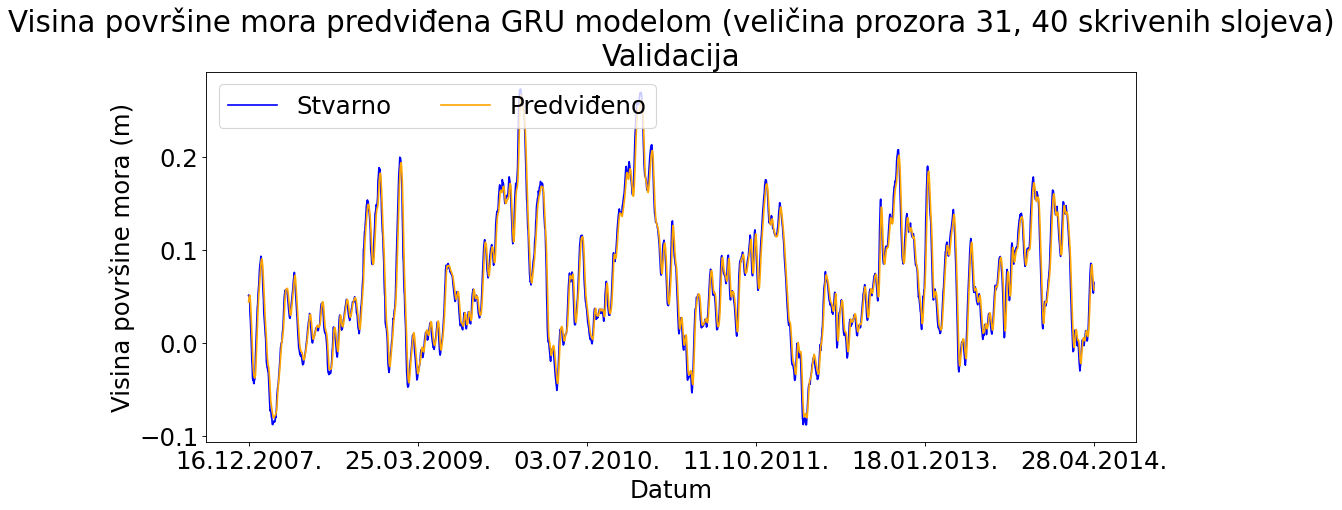 Visina površine mora predviđena GRU modelom (veličina prozora 31, 40 skrivenih slojeva)
Validacija
Stvarno Predviđeno
Visina površine mora (m)
0.2
0.1
0.0
−0.1
16.12.2007. 25.03.2009. 03.07.2010. 11.10.2011. 18.01.2013. 28.04.2014.
Datum